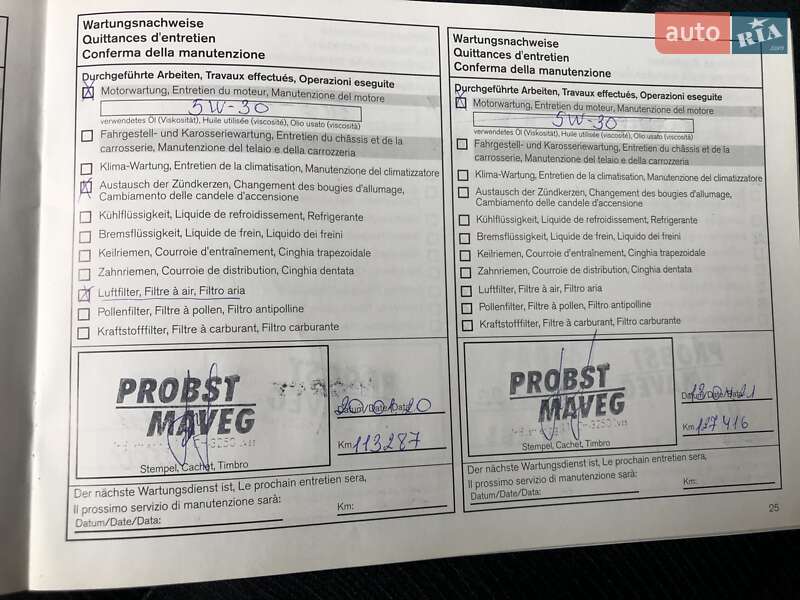 auto RIA
.com
Wartungsnachweise
Quittances d'entretien
Conferma della manutenzione
Durchgeführte Arbeiten, Travaux effectués, Operazioni eseguite
Motorwartung, Entretien du moteur, Manutenzione del motore
5W-30
verwendetes Öl (Viskosität), Huile utilisée (viscosité), Olio usato (viscosità)
Fahrgestell- und Karosseriewartung, Entretien du châssis et de la
carrosserie, Manutenzione del telaio e della carrozzeria
Klima-Wartung, Entretien de la climatisation, Manutenzione del climatizzatore
Austausch der Zündkerzen, Changement des bougies d'allumage,
Cambiamento delle candele d'accensione
Kühlflüssigkeit, Liquide de refroidissement, Refrigerante
Bremsflüssigkeit, Liquide de frein, Liquido dei freini
Keilriemen, Courroie d'entraînement, Cinghia trapezoidale
Zahnriemen, Courroie de distribution, Cinghia dentata
Luftfilter, Filtre à air, Filtro aria
Pollenfilter, Filtre à pollen, Filtro antipolline
Kraftstofffilter, Filtre à carburant, Filtro carburante
PROBST
MAVEG
Stempel, Cachet, Timbro
Datum/Date/Data:
Km: 113287
Der nächste Wartungsdienst ist, Le prochain entretien sera,
Il prossimo servizio di manutenzione sarà:
Datum/Date/Data:
Km:
Wartungsnachweise
Quittances d'entretien
Conferma della manutenzione
Durchgeführte Arbeiten, Travaux effectués, Operazioni eseguite
Motorwartung, Entretien du moteur, Manutenzione del motore
5W-30
verwendetes Öl (Viskosität), Huile utilisée (viscosité), Olio usato (viscosità)
Fahrgestell- und Karosseriewartung, Entretien du châssis et de la
carrosserie, Manutenzione del telaio e della carrozzeria
Klima-Wartung, Entretien de la climatisation, Manutenzione del climatizzatore
Austausch der Zündkerzen, Changement des bougies d'allumage,
Cambiamento delle candele d'accensione
Kühlflüssigkeit, Liquide de refroidissement, Refrigerante
Bremsflüssigkeit, Liquide de frein, Liquido dei freini
Keilriemen, Courroie d'entraînement, Cinghia trapezoidale
Zahnriemen, Courroie de distribution, Cinghia dentata
Luftfilter, Filtre à air, Filtro aria
Pollenfilter, Filtre à pollen, Filtro antipolline
Kraftstofffilter, Filtre à carburant, Filtro carburante
PROBST
MAVEG
Stempel, Cachet, Timbro
Datum/Date/Data:
Km: 127416
Der nächste Wartungsdienst ist, Le prochain entretien sera,
Il prossimo servizio di manutenzione sarà:
Datum/Date/Data:
Km:
25